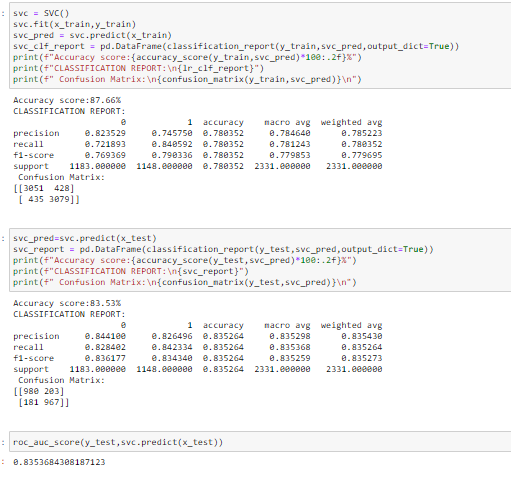 : svc = SVC()
svc.fit(x_train,y_train)
svc_pred = svc.predict(x_train)
svc_clf_report = pd.DataFrame(classification_report(y_train,svc_pred,output_dict=True))
print(f"Accuracy score:{accuracy_score(y_train,svc_pred)*100:.2f}%")
print(f"CLASSIFICATION REPORT:\n{lr_clf_report}")
print(f" Confusion Matrix:\n{confusion_matrix(y_train,svc_pred)}\n")
Accuracy score:87.66%
CLASSIFICATION REPORT:
0 1 accuracy macro avg weighted avg
precision 0.823529 0.745750 0.780352 0.784640 0.785223
recall 0.721893 0.840592 0.780352 0.781243 0.780352
f1-score 0.769369 0.790336 0.780352 0.779853 0.779695
support 1183.000000 1148.000000 0.780352 2331.000000 2331.000000
Confusion Matrix:
[[3051 428]
[ 435 3079]]
: svc_pred=svc.predict(x_test)
svc_report = pd.DataFrame(classification_report(y_test,svc_pred,output_dict=True))
print(f"Accuracy score:{accuracy_score(y_test,svc_pred)*100:.2f}%")
print(f"CLASSIFICATION REPORT:\n{svc_report}")
print(f" Confusion Matrix:\n{confusion_matrix(y_test,svc_pred)}\n")
Accuracy score:83.53%
CLASSIFICATION REPORT:
0 1 accuracy macro avg weighted avg
precision 0.844100 0.826496 0.835264 0.835298 0.835430
recall 0.828402 0.842334 0.835264 0.835368 0.835264
f1-score 0.836177 0.834340 0.835264 0.835259 0.835273
support 1183.000000 1148.000000 0.835264 2331.000000 2331.000000
Confusion Matrix:
[[980 203]
[181 967]]
: roc_auc_score(y_test,svc.predict(x_test))
: 0.8353684308187123